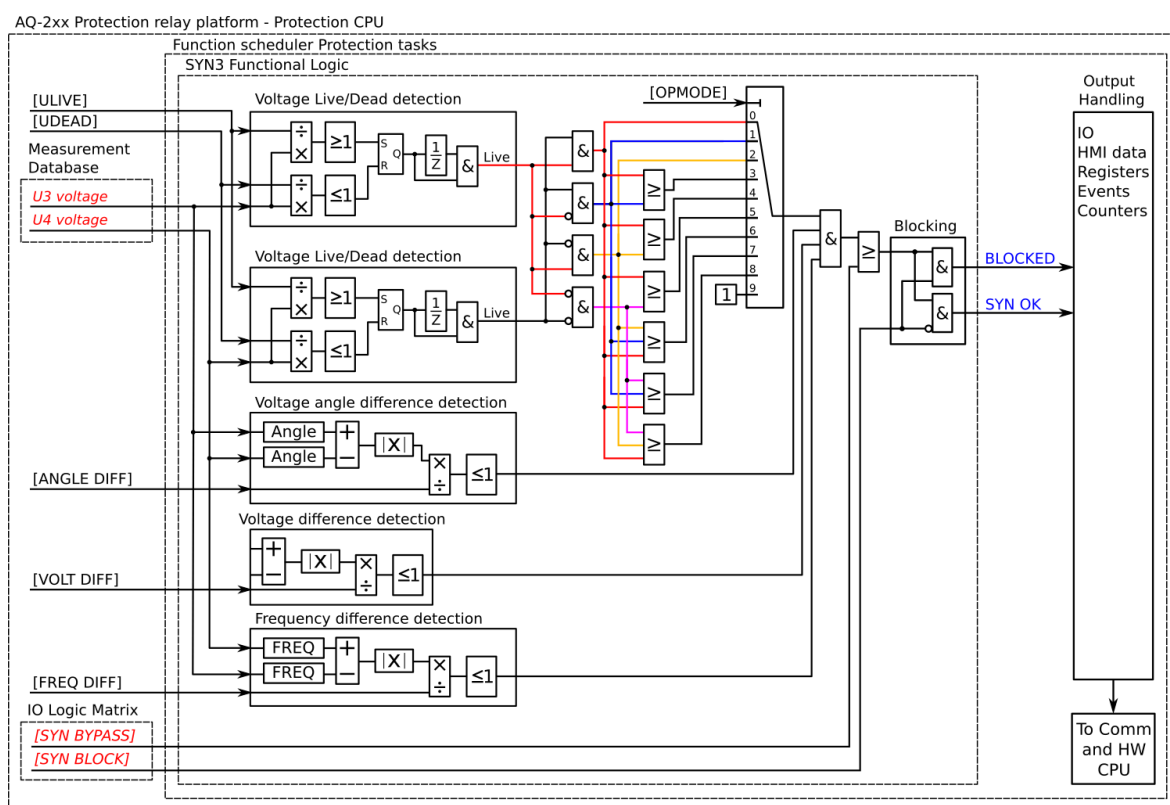 AQ-2xx Protection relay platform - Protection CPU
Function scheduler Protection tasks
SYN3 Functional Logic
[ULIVE]
[UDEAD]
Measurement
Database
U3 voltage
U4 voltage
Voltage Live/Dead detection
÷
×
≥1
÷
×
≤1
S
R
Q
1
Z
&
Live
Voltage Live/Dead detection
÷
×
≥1
÷
×
≤1
S
R
Q
1
Z
&
Live
&
&
&
&
≥
≥
≥
≥
≥
≥
[OPMODE]
0
1
2
3
4
5
6
7
8
9
1
&
≥
Blocking
&
&
BLOCKED
SYN OK
Output
Handling
IO
HMI data
Registers
Events
Counters
To Comm
and HW
CPU
Voltage angle difference detection
Angle
Angle
+
−
|X|
×
÷
≤1
[ANGLE DIFF]
Voltage difference detection
+
−
|X|
×
÷
≤1
[VOLT DIFF]
Frequency difference detection
FREQ
FREQ
+
−
|X|
×
÷
≤1
[FREQ DIFF]
IO Logic Matrix
[SYN BYPASS]
[SYN BLOCK]